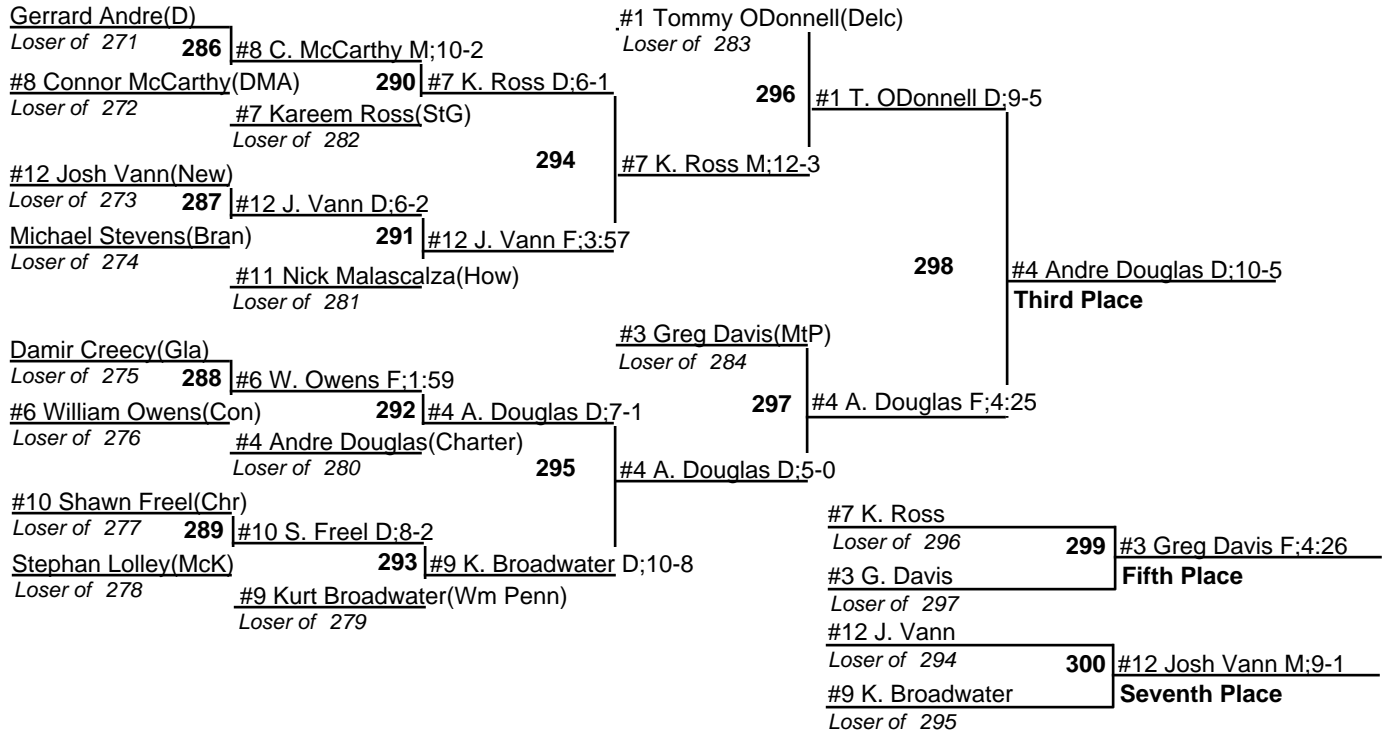 Gerrard Andre(D)
Loser of 271
286
#8 C. McCarthy M;10-2
#8 Connor McCarthy(DMA)
Loser of 272
290
#7 K. Ross D;6-1
#7 Kareem Ross(StG)
Loser of 282
294
#12 Josh Vann(New)
Loser of 273
287
#12 J. Vann D;6-2
Michael Stevens(Bran)
Loser of 274
291
#12 J. Vann F;3:57
#11 Nick Malascalza(How)
Loser of 281
#1 Tommy ODonnell(Delc)
Loser of 283
296
#1 T. ODonnell D;9-5
#7 K. Ross M;12-3
298
#4 Andre Douglas D;10-5
Third Place
Damir Creecy(Gla)
Loser of 275
288
#6 W. Owens F;1:59
#6 William Owens(Con)
Loser of 276
292
#4 A. Douglas D;7-1
#4 Andre Douglas(Charter)
Loser of 280
295
#10 Shawn Freel(Chr)
Loser of 277
289
#10 S. Freel D;8-2
Stephan Lolley(McK)
Loser of 278
293
#9 K. Broadwater D;10-8
#9 Kurt Broadwater(Wm Penn)
Loser of 279
#3 Greg Davis(MtP)
Loser of 284
297
#4 A. Douglas F;4:25
#4 A. Douglas D;5-0
#7 K. Ross
Loser of 296
299
#3 Greg Davis F;4:26
Fifth Place
#3 G. Davis
Loser of 297
#12 J. Vann
Loser of 294
300
#12 Josh Vann M;9-1
Seventh Place
#9 K. Broadwater
Loser of 295